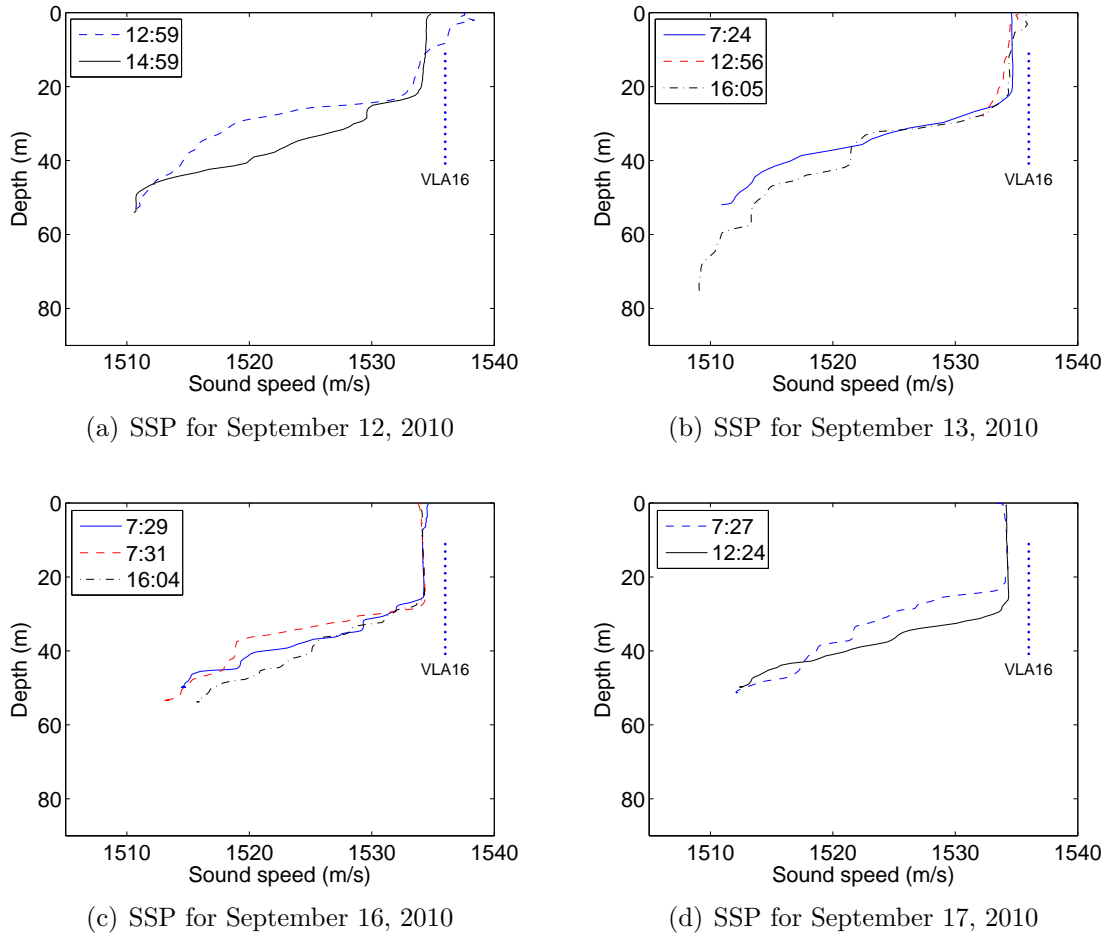 12:59
14:59
VLA16
0
20
40
60
80
Depth (m)
1510 1520 1530 1540
Sound speed (m/s)
(a) SSP for September 12, 2010
7:24
12:56
16:05
VLA16
0
20
40
60
80
Depth (m)
1510 1520 1530 1540
Sound speed (m/s)
(b) SSP for September 13, 2010
7:29
7:31
16:04
VLA16
0
20
40
60
80
Depth (m)
1510 1520 1530 1540
Sound speed (m/s)
(c) SSP for September 16, 2010
7:27
12:24
VLA16
0
20
40
60
80
Depth (m)
1510 1520 1530 1540
Sound speed (m/s)
(d) SSP for September 17, 2010